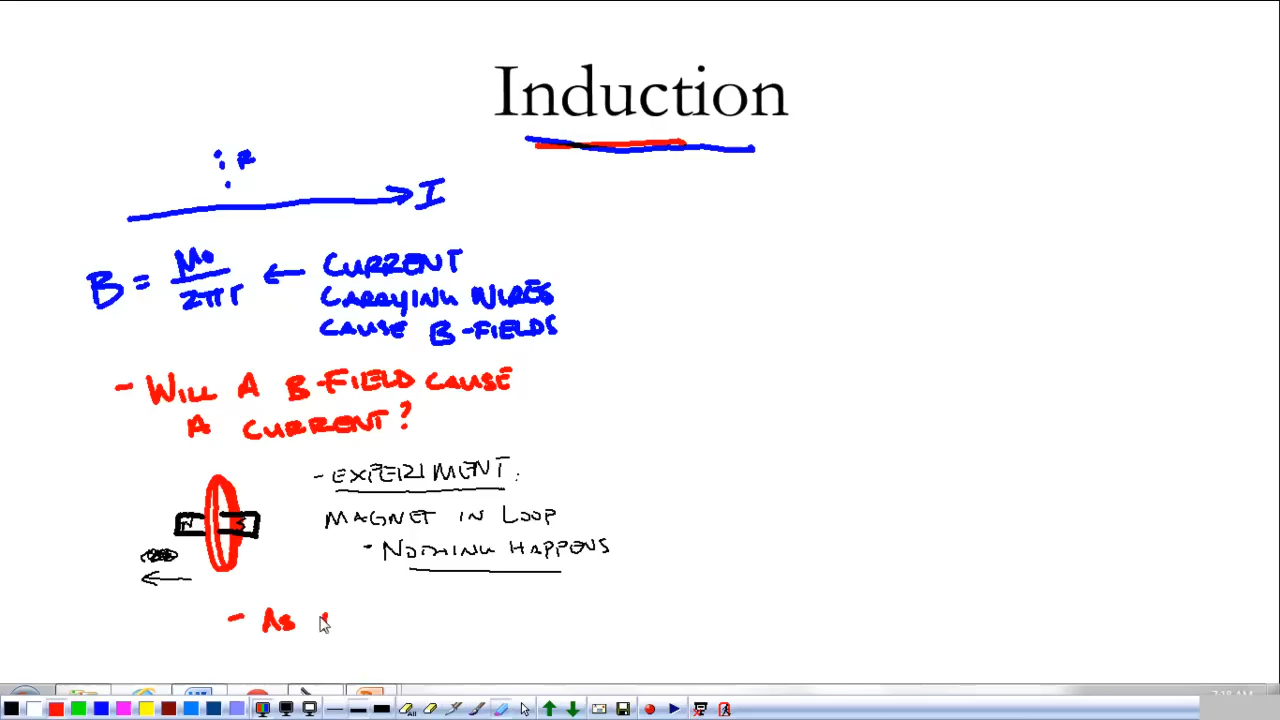 Induction
R
I
B = μ0
2πr
← CURRENT
CARRYING WIRES
CAUSE B-FIELDS
- WILL A B-FIELD CAUSE
A CURRENT?
- EXPERIMENT:
N S
MAGNET IN LOOP
- NOTHING HAPPENS
- AS